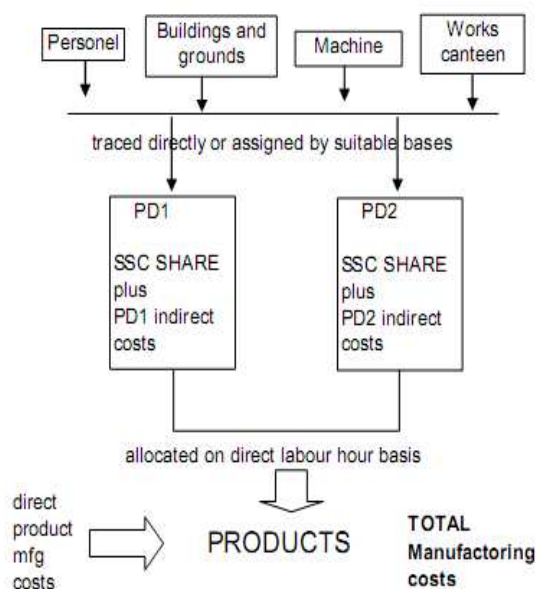 Personel
Buildings and
grounds
Machine
Works
canteen
traced directly or assigned by suitable bases
PD1
SSC SHARE
plus
PD1 indirect
costs
PD2
SSC SHARE
plus
PD2 indirect
costs
allocated on direct labour hour basis
direct
product
mfg
costs
PRODUCTS
TOTAL
Manufactoring
costs